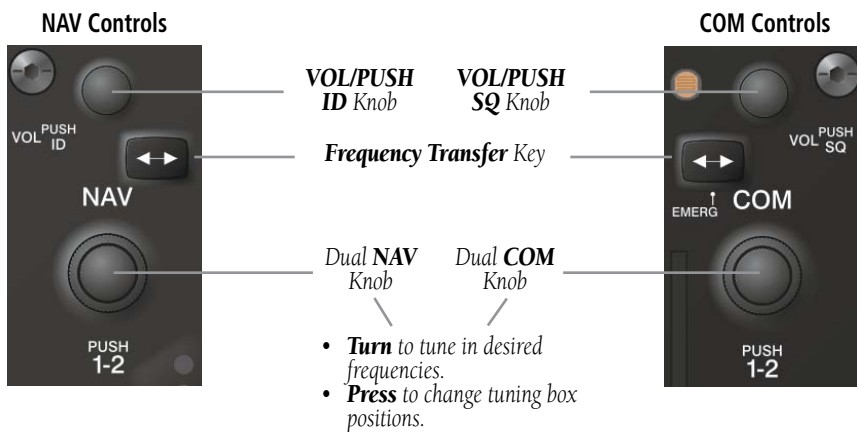 NAV Controls
COM Controls
VOL PUSH ID
NAV
PUSH
1-2
VOL/PUSH
ID Knob
VOL/PUSH
SQ Knob
Frequency Transfer Key
Dual NAV
Knob
Dual COM
Knob
• Turn to tune in desired
frequencies.
• Press to change tuning box
positions.
VOL PUSH SQ
EMERG
COM
PUSH
1-2